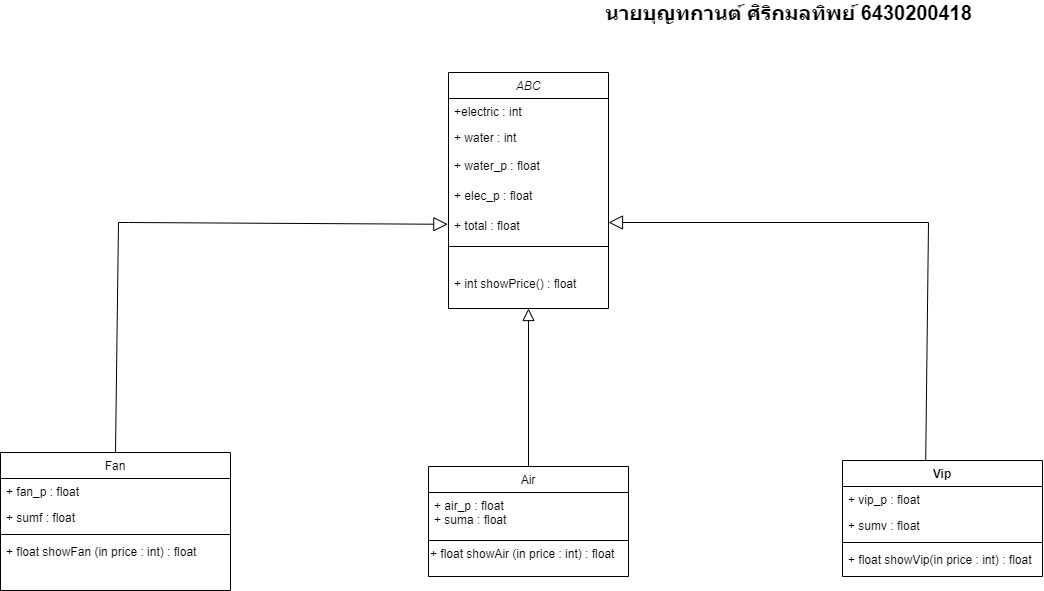 นายบุญทกานต์ ศิริกมลทิพย์ 6430200418
ABC
+electric : int
+ water : int
+ water_p : float
+ elec_p : float
+ total : float
+ int showPrice() : float
Fan
+ fan_p : float
+ sumf : float
+ float showFan (in price : int) : float
Air
+ air_p : float
+ suma : float
+ float showAir (in price : int) : float
Vip
+ vip_p : float
+ sumv : float
+ float showVip(in price : int) : float